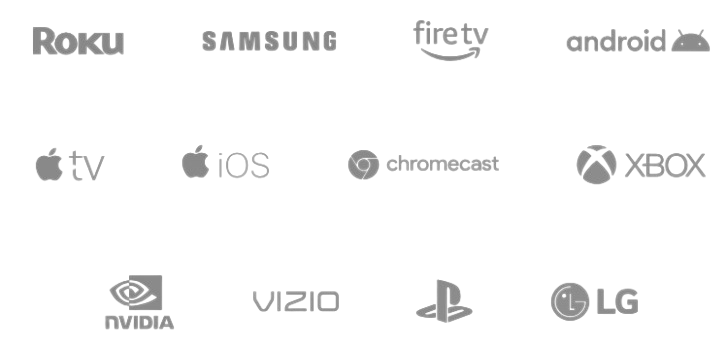 ROKU SAMSUNG firetv android
tv iOS chromecast XBOX
NVIDIA VIZIO LG